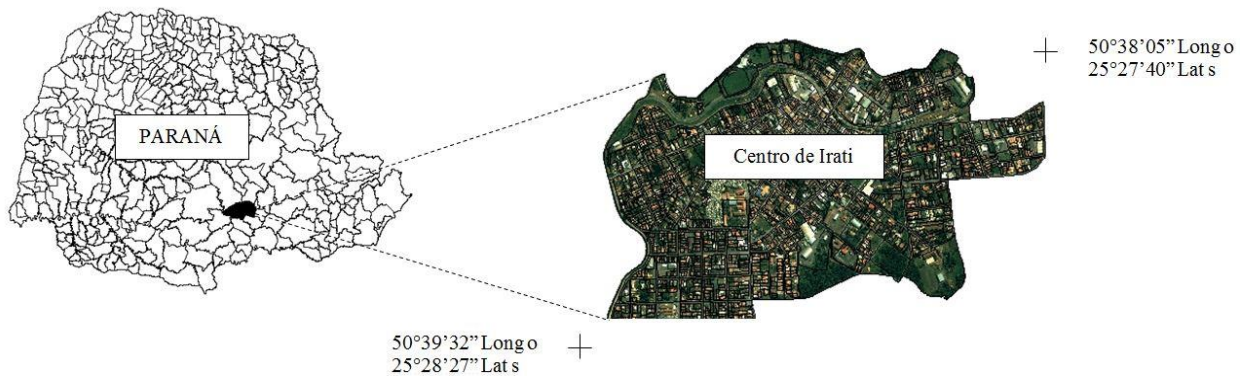 PARANÁ
Centro de Irati
50°38'05” Long o
25°27'40” Lat s
50°39'32” Long o
25°28'27” Lat s